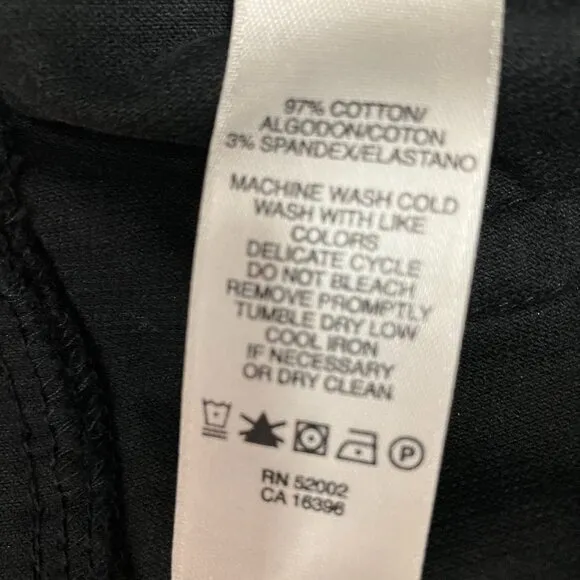 97% COTTON/
ALGODON/COTON
3% SPANDEX/ELASTANO
MACHINE WASH COLD
WASH WITH LIKE
COLORS
DELICATE CYCLE
DO NOT BLEACH
REMOVE PROMPTLY
TUMBLE DRY LOW
COOL IRON
IF NECESSARY
OR DRY CLEAN
P
RN 52002
CA 16396